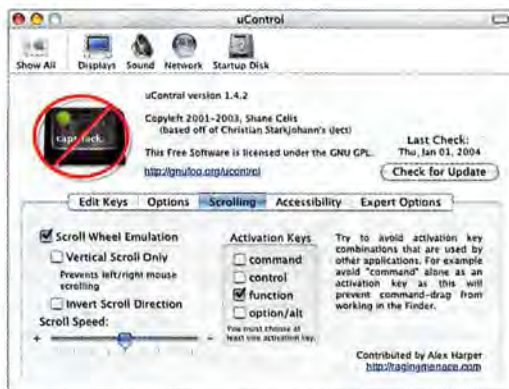 uControl
Show All
Displays
Sound
Network
Startup Disk
uControl version 1.4.2
Copyleft 2001-2003, Shane Celis
(based off of Christian Starkjohann's iJect)
This Free Software is licensed under the GNU GPL.
http://gnufoo.org/ucontrol
caps lock
Last Check:
Thu, Jan 01, 2004
Check for Update
Edit Keys
Options
Scrolling
Accessibility
Expert Options
Scroll Wheel Emulation
Vertical Scroll Only
Prevents left/right mouse
scrolling
Invert Scroll Direction
Scroll Speed:
+
-
Activation Keys
command
control
function
option/alt
You must choose at
least one activation key.
Try to avoid activation key
combinations that are used by
other applications. For example
avoid "command" alone as an
activation key as this will
prevent command-drag from
working in the Finder.
Contributed by Alex Harper
http://ragingmenace.com